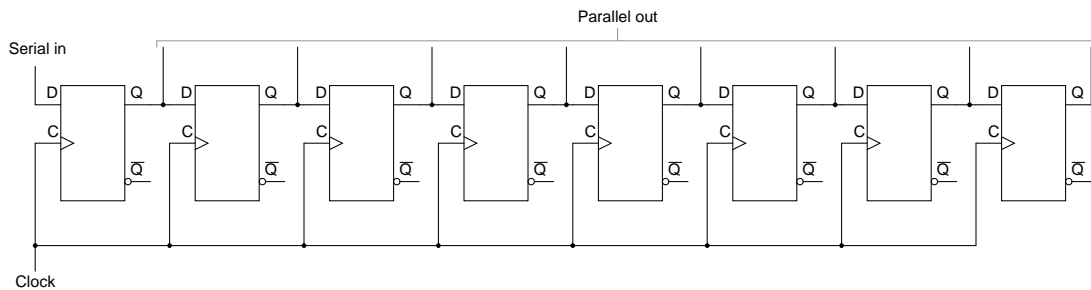 Parallel out
Serial in
D Q D Q D Q D Q D Q D Q D Q D Q
C C C C C C C C
Q̅ Q̅ Q̅ Q̅ Q̅ Q̅ Q̅ Q̅
Clock